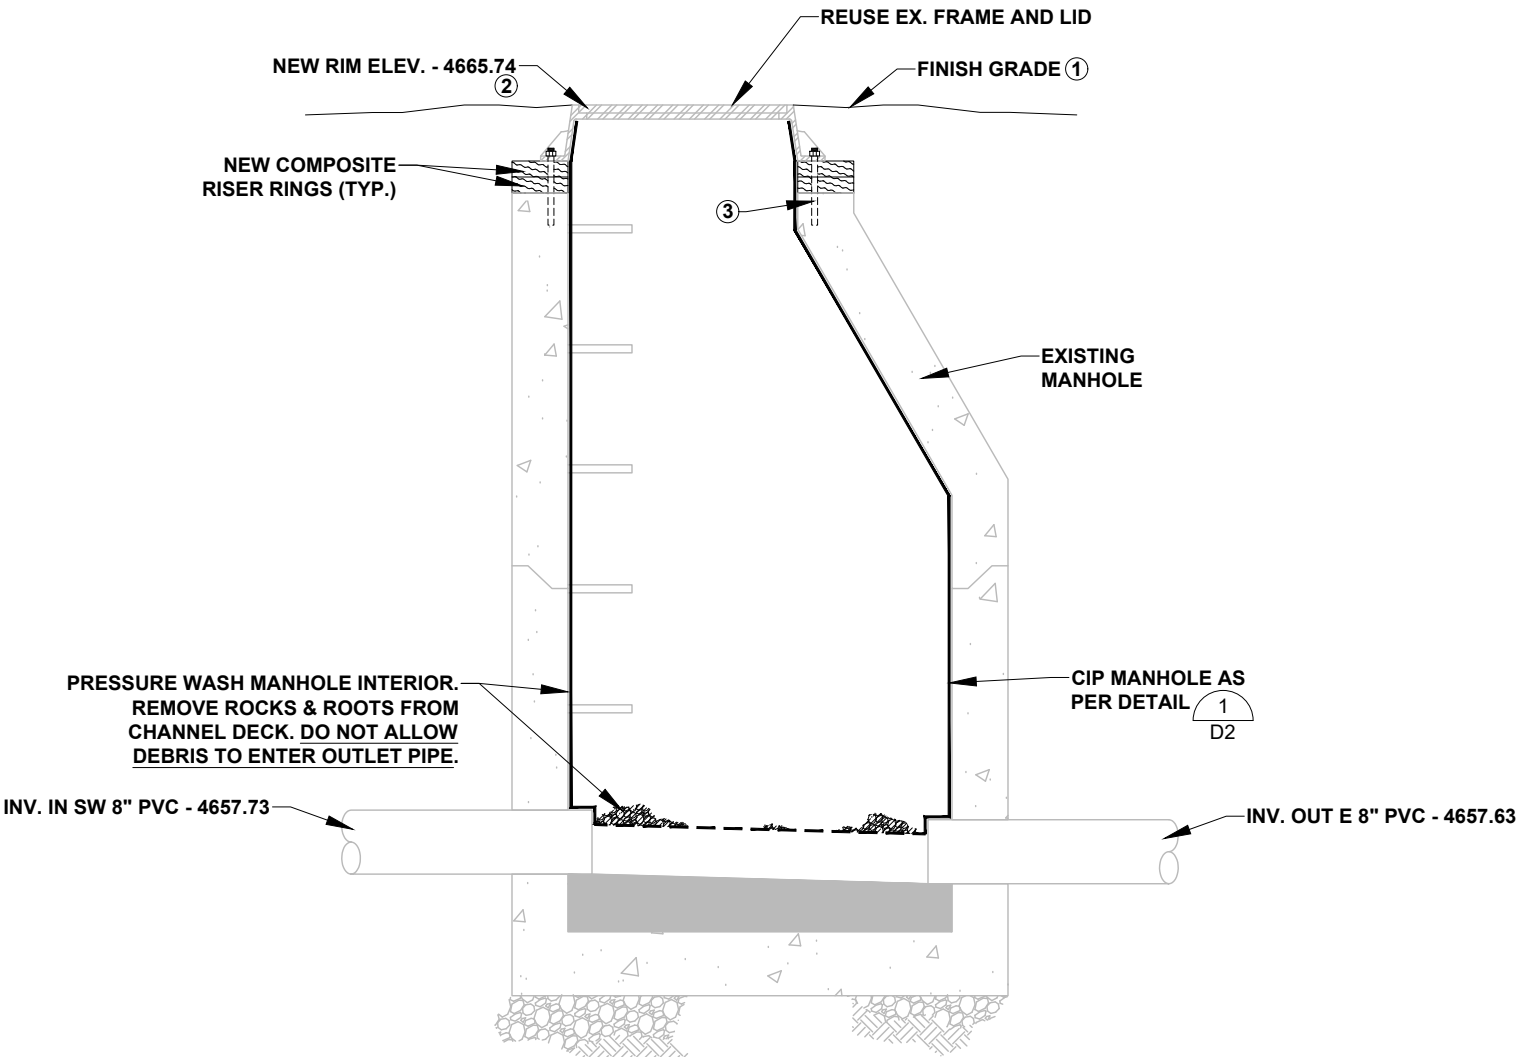 REUSE EX. FRAME AND LID
NEW RIM ELEV. - 4665.74
2
FINISH GRADE 1
NEW COMPOSITE
RISER RINGS (TYP.)
3
EXISTING
MANHOLE
PRESSURE WASH MANHOLE INTERIOR.
REMOVE ROCKS & ROOTS FROM
CHANNEL DECK. DO NOT ALLOW
DEBRIS TO ENTER OUTLET PIPE.
CIP MANHOLE AS
PER DETAIL
1
D2
INV. IN SW 8" PVC - 4657.73
INV. OUT E 8" PVC - 4657.63